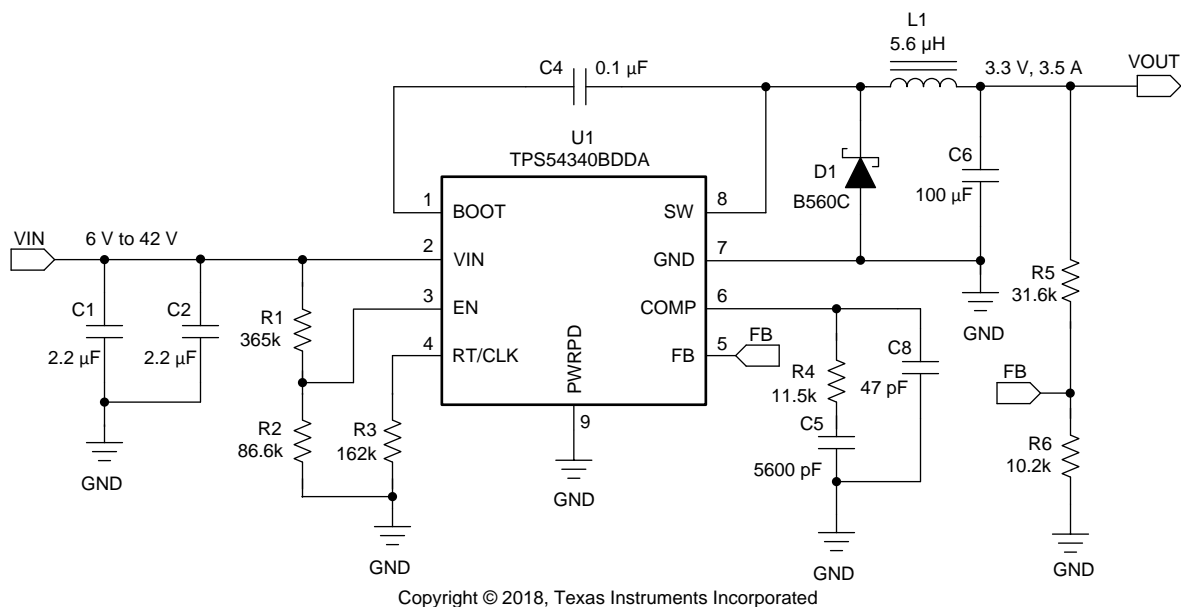 L1
5.6 µH
C4
0.1 µF
3.3 V, 3.5 A
VOUT
U1
TPS54340BDDA
D1
B560C
C6
100 µF
1
BOOT
SW
8
VIN
6 V to 42 V
2
VIN
GND
7
3
EN
COMP
6
4
RT/CLK
FB
5
FB
PWRPD
9
C1
2.2 µF
C2
2.2 µF
R1
365k
R2
86.6k
R3
162k
R4
11.5k
C8
47 pF
C5
5600 pF
R5
31.6k
GND
FB
R6
10.2k
GND
GND
GND
GND
GND
Copyright © 2018, Texas Instruments Incorporated